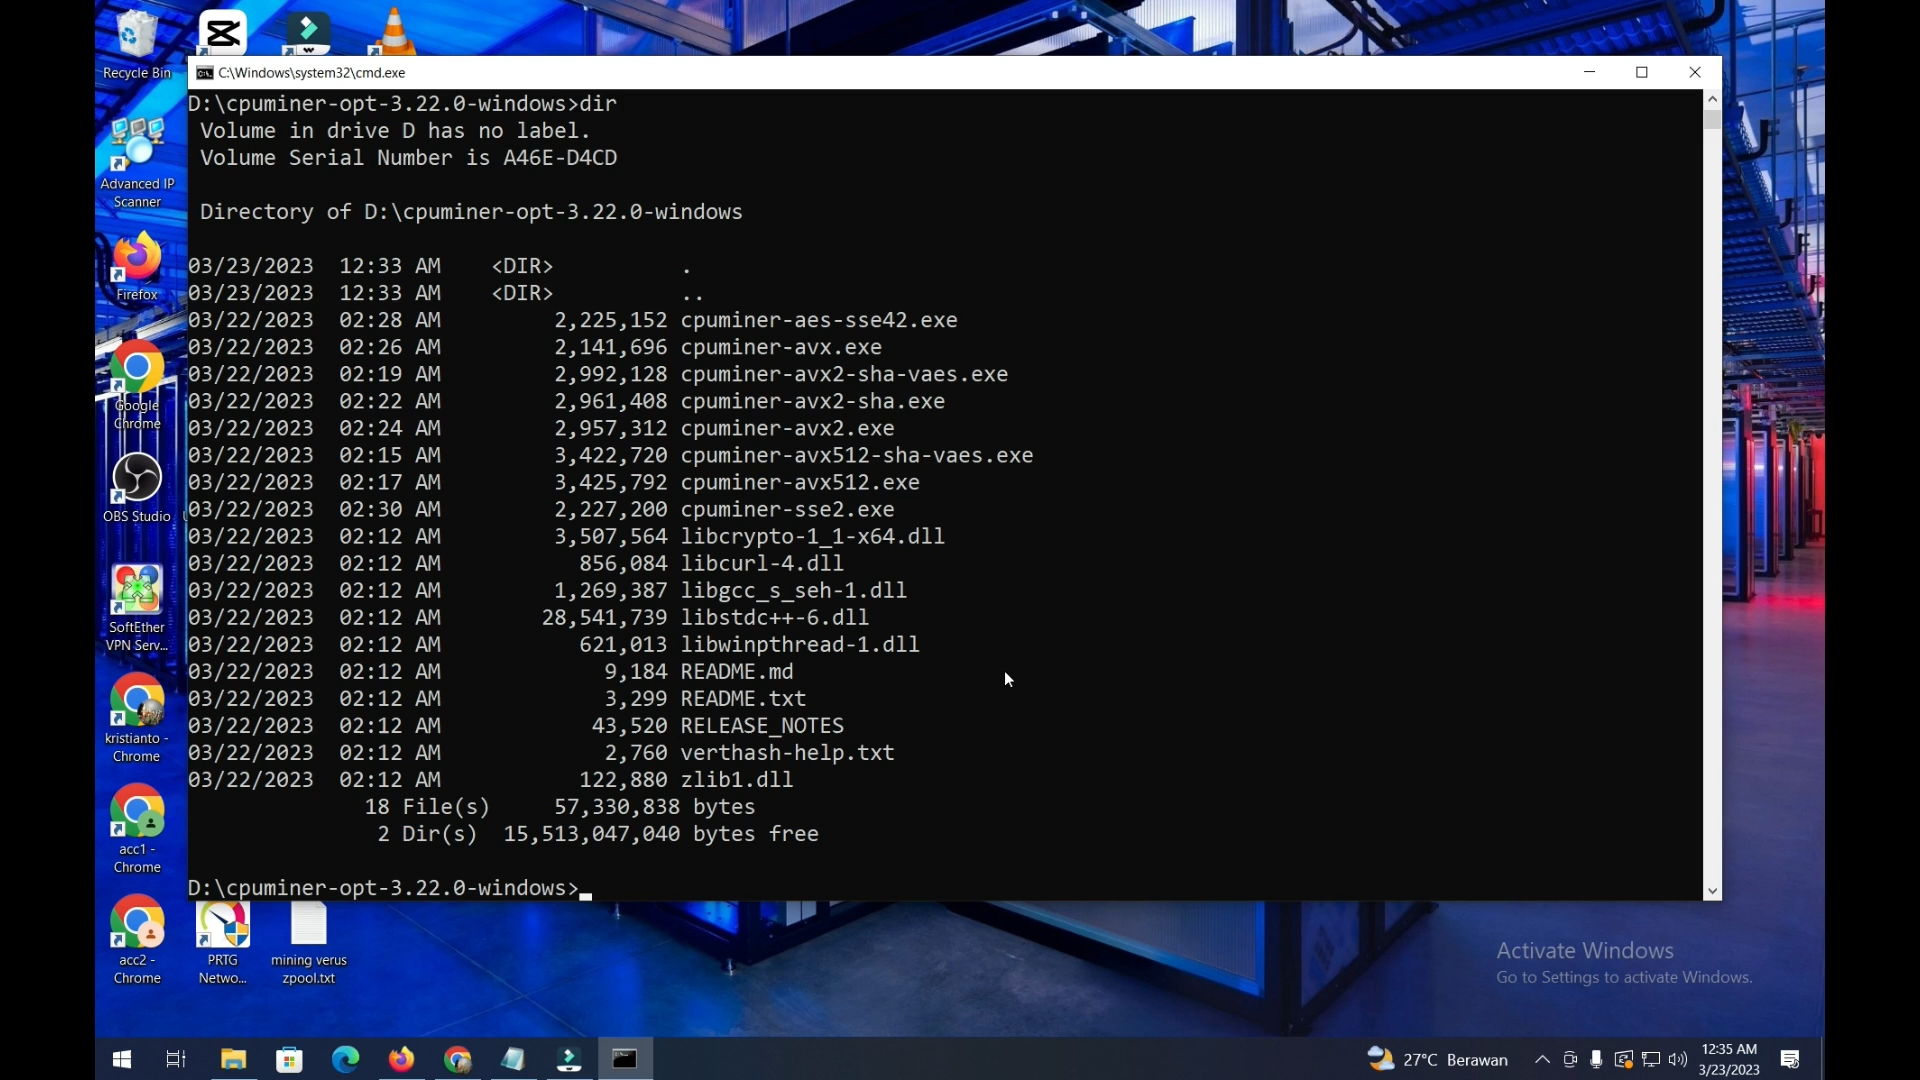 Recycle Bin
Advanced IP
Scanner
Firefox
Google
Chrome
OBS Studio
SoftEther
VPN Serv...
kristianto -
Chrome
acc1 -
Chrome
acc2 -
Chrome
PRTG
Netwo...
mining verus
zpool.txt
C:\Windows\system32\cmd.exe
D:\cpuminer-opt-3.22.0-windows>dir
Volume in drive D has no label.
Volume Serial Number is A46E-D4CD
Directory of D:\cpuminer-opt-3.22.0-windows
03/23/2023  12:33 AM    <DIR>          .
03/23/2023  12:33 AM    <DIR>          ..
03/22/2023  02:28 AM         2,225,152 cpuminer-aes-sse42.exe
03/22/2023  02:26 AM         2,141,696 cpuminer-avx.exe
03/22/2023  02:19 AM         2,992,128 cpuminer-avx2-sha-vaes.exe
03/22/2023  02:22 AM         2,961,408 cpuminer-avx2-sha.exe
03/22/2023  02:24 AM         2,957,312 cpuminer-avx2.exe
03/22/2023  02:15 AM         3,422,720 cpuminer-avx512-sha-vaes.exe
03/22/2023  02:17 AM         3,425,792 cpuminer-avx512.exe
03/22/2023  02:30 AM         2,227,200 cpuminer-sse2.exe
03/22/2023  02:12 AM         3,507,564 libcrypto-1_1-x64.dll
03/22/2023  02:12 AM           856,084 libcurl-4.dll
03/22/2023  02:12 AM         1,269,387 libgcc_s_seh-1.dll
03/22/2023  02:12 AM        28,541,739 libstdc++-6.dll
03/22/2023  02:12 AM           621,013 libwinpthread-1.dll
03/22/2023  02:12 AM             9,184 README.md
03/22/2023  02:12 AM             3,299 README.txt
03/22/2023  02:12 AM            43,520 RELEASE_NOTES
03/22/2023  02:12 AM             2,760 verthash-help.txt
03/22/2023  02:12 AM           122,880 zlib1.dll
18 File(s)     57,330,838 bytes
2 Dir(s)  15,513,047,040 bytes free
D:\cpuminer-opt-3.22.0-windows>
Activate Windows
Go to Settings to activate Windows.
27°C Berawan
12:35 AM
3/23/2023